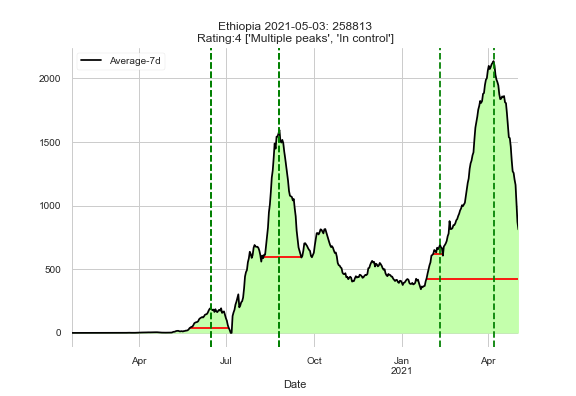 Ethiopia 2021-05-03: 258813
Rating:4 ['Multiple peaks', 'In control']
Average-7d
2000
1500
1000
500
0
Apr
Jul
Oct
Jan
2021
Apr
Date